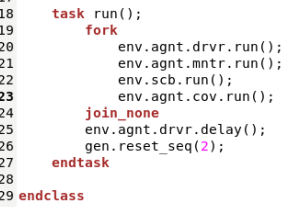 18 task run();
19 fork
20 env.agnt.drvr.run();
21 env.agnt.mntr.run();
22 env.scb.run();
23 env.agnt.cov.run();
24 join_none
25 env.agnt.drvr.delay();
26 gen.reset_seq(2);
27 endtask
28
29 endclass